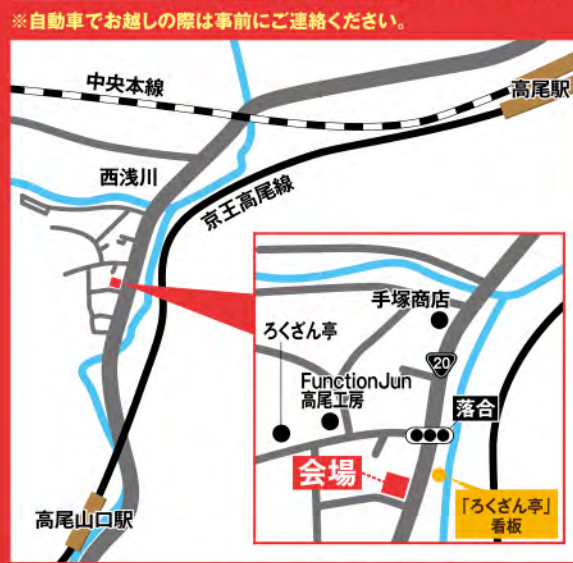 ※自動車でお越しの際は事前にご連絡ください。
中央本線
高尾駅
西浅川
京王高尾線
手塚商店
ろくざん亭
20
FunctionJun
高尾工房
落合
会場
「ろくざん亭」
看板
高尾山口駅